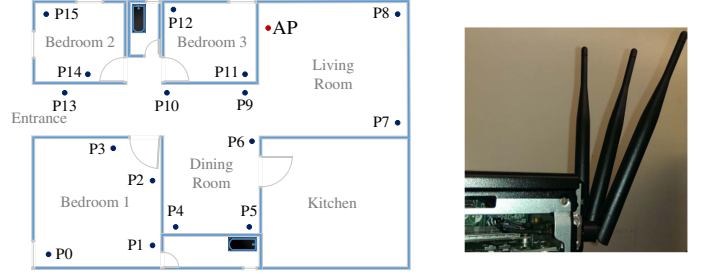 P15
P12
AP
P8
Bedroom 2
Bedroom 3
Living
Room
P14
P11
P13
P10
P9
Entrance
P7
P3
P6
Dining
Room
P2
Bedroom 1
Kitchen
P4
P5
P1
P0